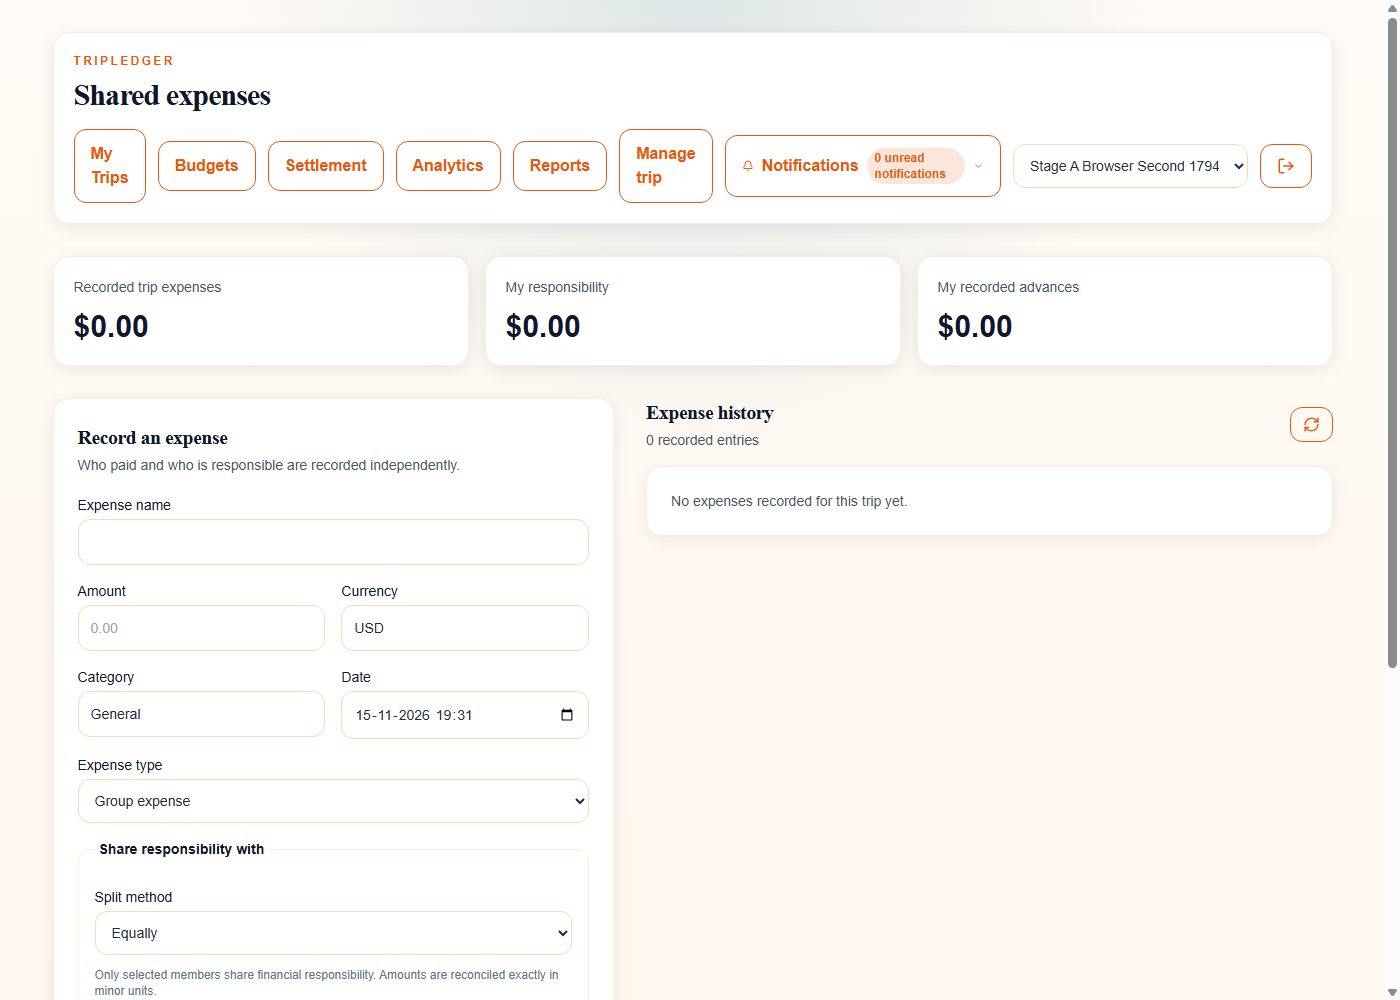 TRIPLEDGER
Shared expenses
My
Trips
Budgets
Settlement
Analytics
Reports
Manage
trip
Notifications
0 unread
notifications
Stage A Browser Second 1794
Recorded trip expenses
$0.00
My responsibility
$0.00
My recorded advances
$0.00
Record an expense
Who paid and who is responsible are recorded independently.
Expense name
Amount
Currency
0.00
USD
Category
Date
General
15-11-2026 19:31
Expense type
Group expense
Share responsibility with
Split method
Equally
Only selected members share financial responsibility. Amounts are reconciled exactly in
minor units.
Expense history
0 recorded entries
No expenses recorded for this trip yet.